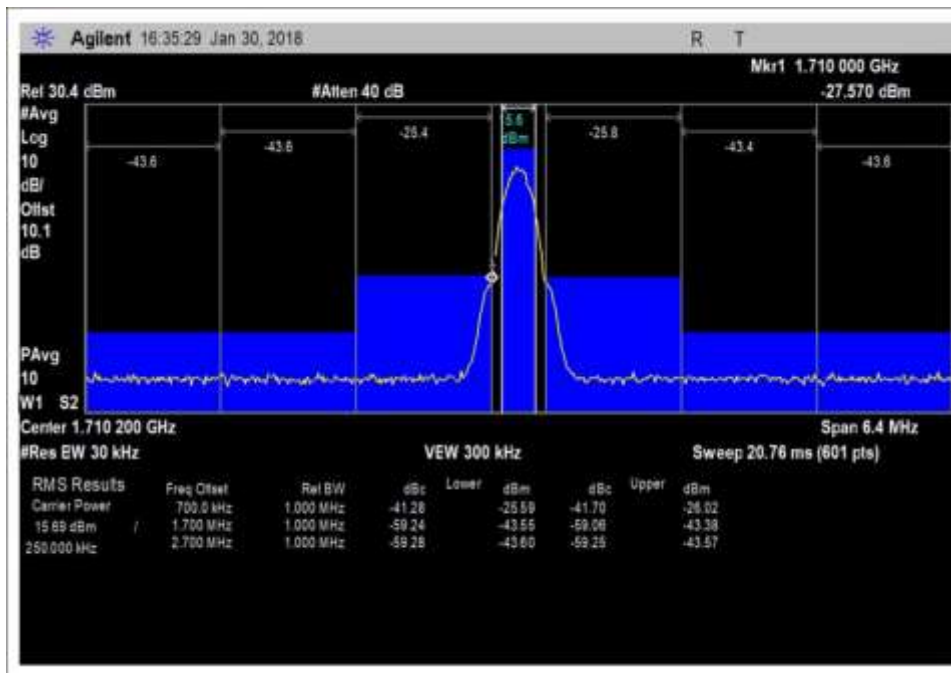 Agilent 16:35:29 Jan 30, 2018 R T
Mkr1 1.710 000 GHz
Ref 30.4 dBm #Atten 40 dB -27.570 dBm
#Avg
Log
10
dB/
Offst
10.1
dB
5.6
dBm
-43.6 -43.6 -25.4 -25.8 -43.4 -43.6
PAvg
10
W1 S2
Center 1.710 200 GHz Span 6.4 MHz
#Res BW 30 kHz VBW 300 kHz Sweep 20.76 ms (601 pts)
RMS Results Freq Offset Ref BW dBc Lower dBm dBc Upper dBm
Carrier Power 700.0 kHz 1.000 MHz -41.28 -25.59 -41.70 -26.02
15.69 dBm / 1.700 MHz 1.000 MHz -59.24 -43.55 -59.06 -43.38
250.000 kHz 2.700 MHz 1.000 MHz -59.28 -43.60 -59.25 -43.57